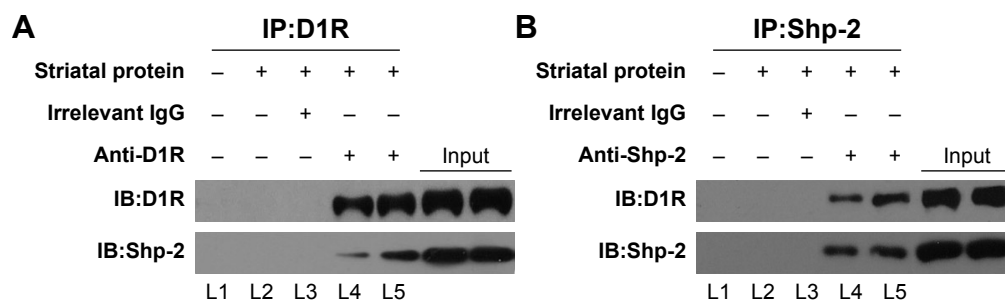 A IP:D1R
Striatal protein – + + + +
Irrelevant IgG – – + – –
Anti-D1R – – – + + Input
IB:D1R
IB:Shp-2
L1 L2 L3 L4 L5
B IP:Shp-2
Striatal protein – + + + +
Irrelevant IgG – – + – –
Anti-Shp-2 – – – + + Input
IB:D1R
IB:Shp-2
L1 L2 L3 L4 L5